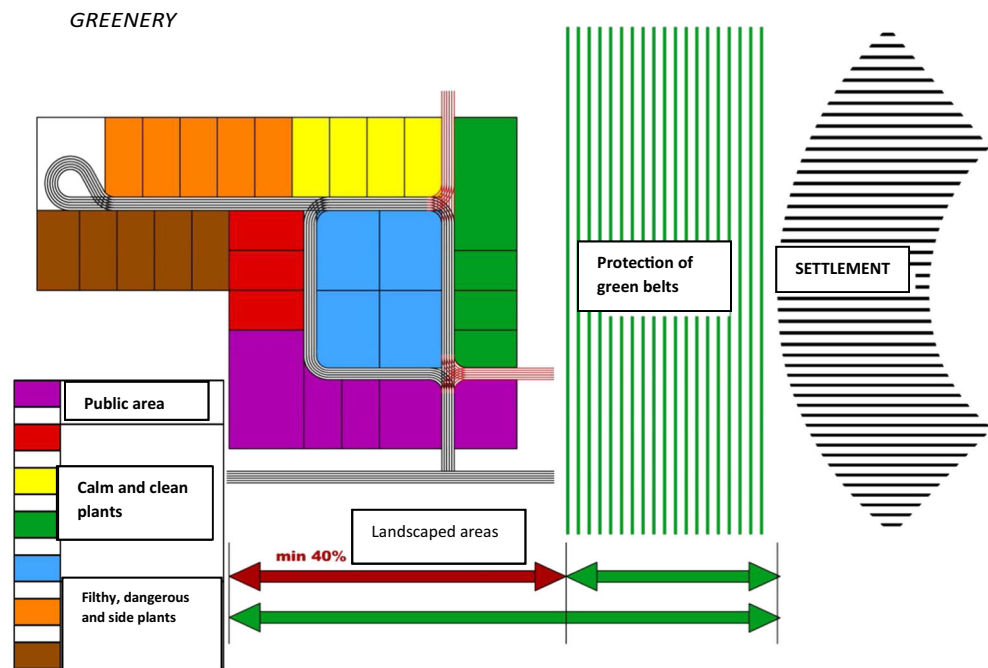 GREENERY
Protection of
green belts
SETTLEMENT
Public area
Calm and clean
plants
Landscaped areas
min 40%
Filthy, dangerous
and side plants